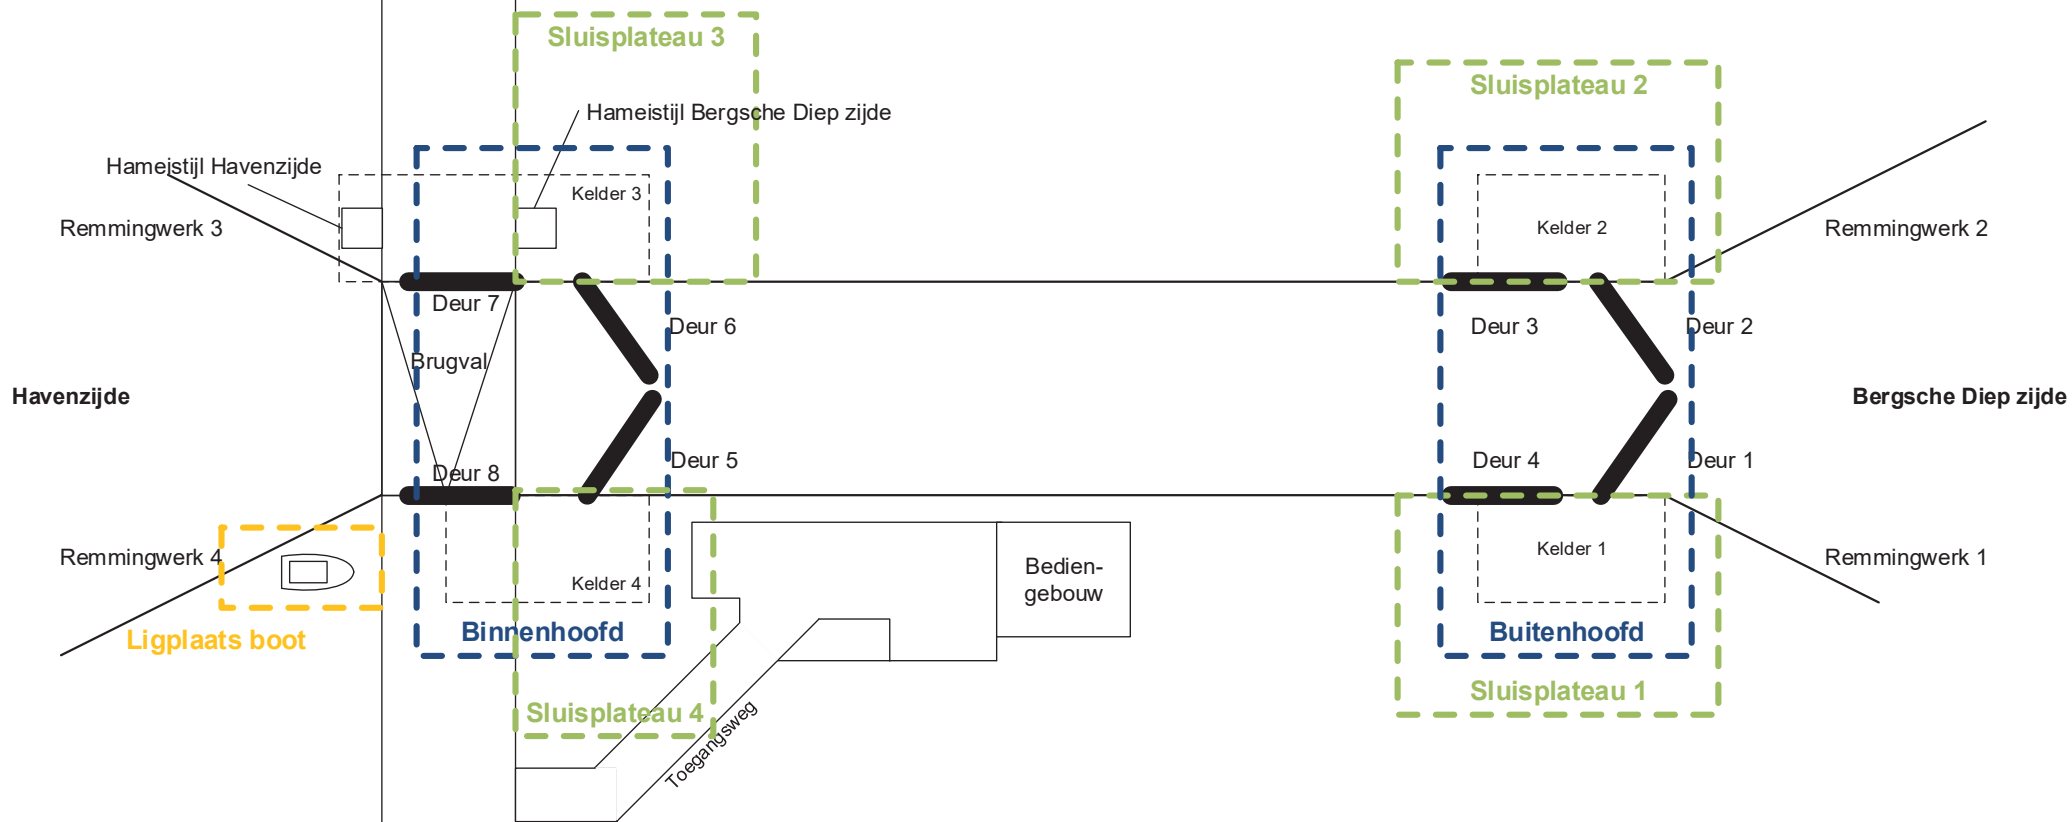 Sluisplateau 3
Sluisplateau 2
Hameistijl Bergsche Diep zijde
Hameistijl Havenzijde
Kelder 3
Remmingwerk 3
Kelder 2
Remmingwerk 2
Deur 7
Deur 6
Deur 3
Deur 2
Brugval
Havenzijde
Bergsche Diep zijde
Deur 8
Deur 5
Deur 4
Deur 1
Remmingwerk 4
Kelder 4
Bedien-
gebouw
Kelder 1
Remmingwerk 1
Ligplaats boot
Binnenhoofd
Buitenhoofd
Sluisplateau 4
Toegangsweg
Sluisplateau 1